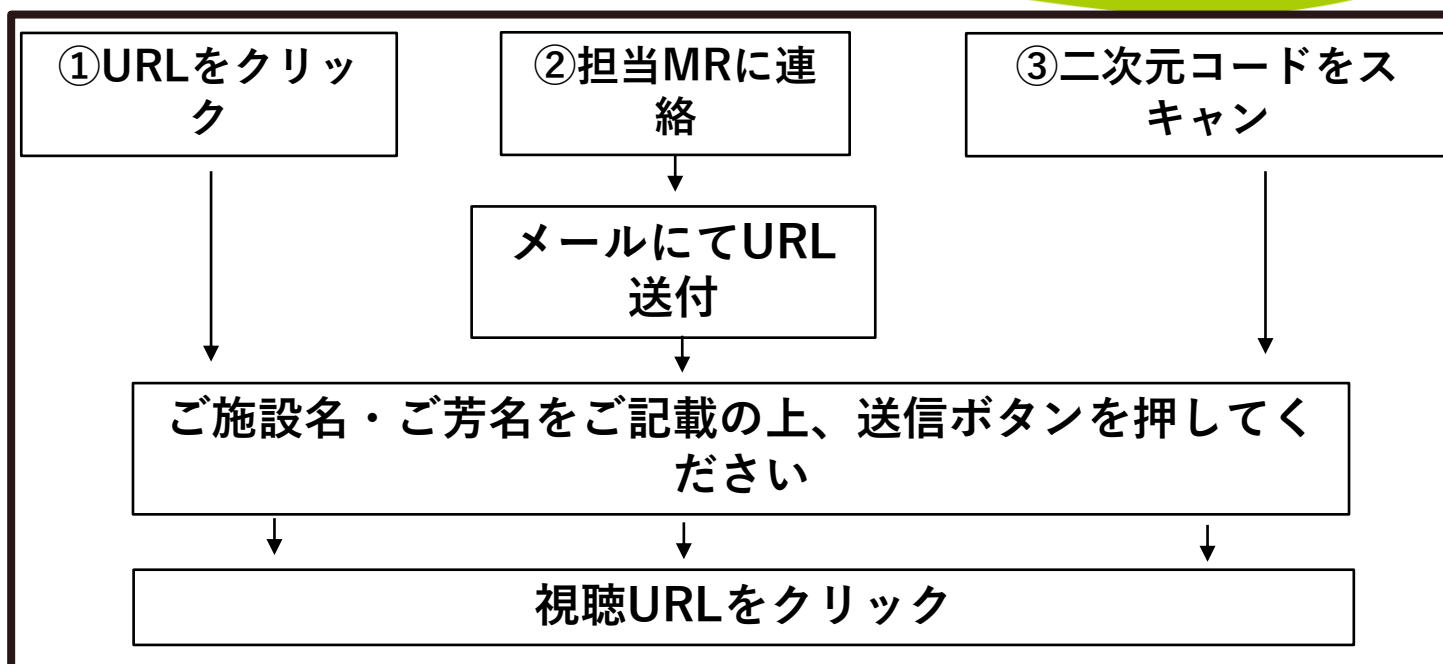 ①URLをクリッ
ク
②担当MRに連
絡
③二次元コードをス
キャン
メールにてURL
送付
ご施設名・ご芳名をご記載の上、送信ボタンを押してく
ださい
視聴URLをクリック